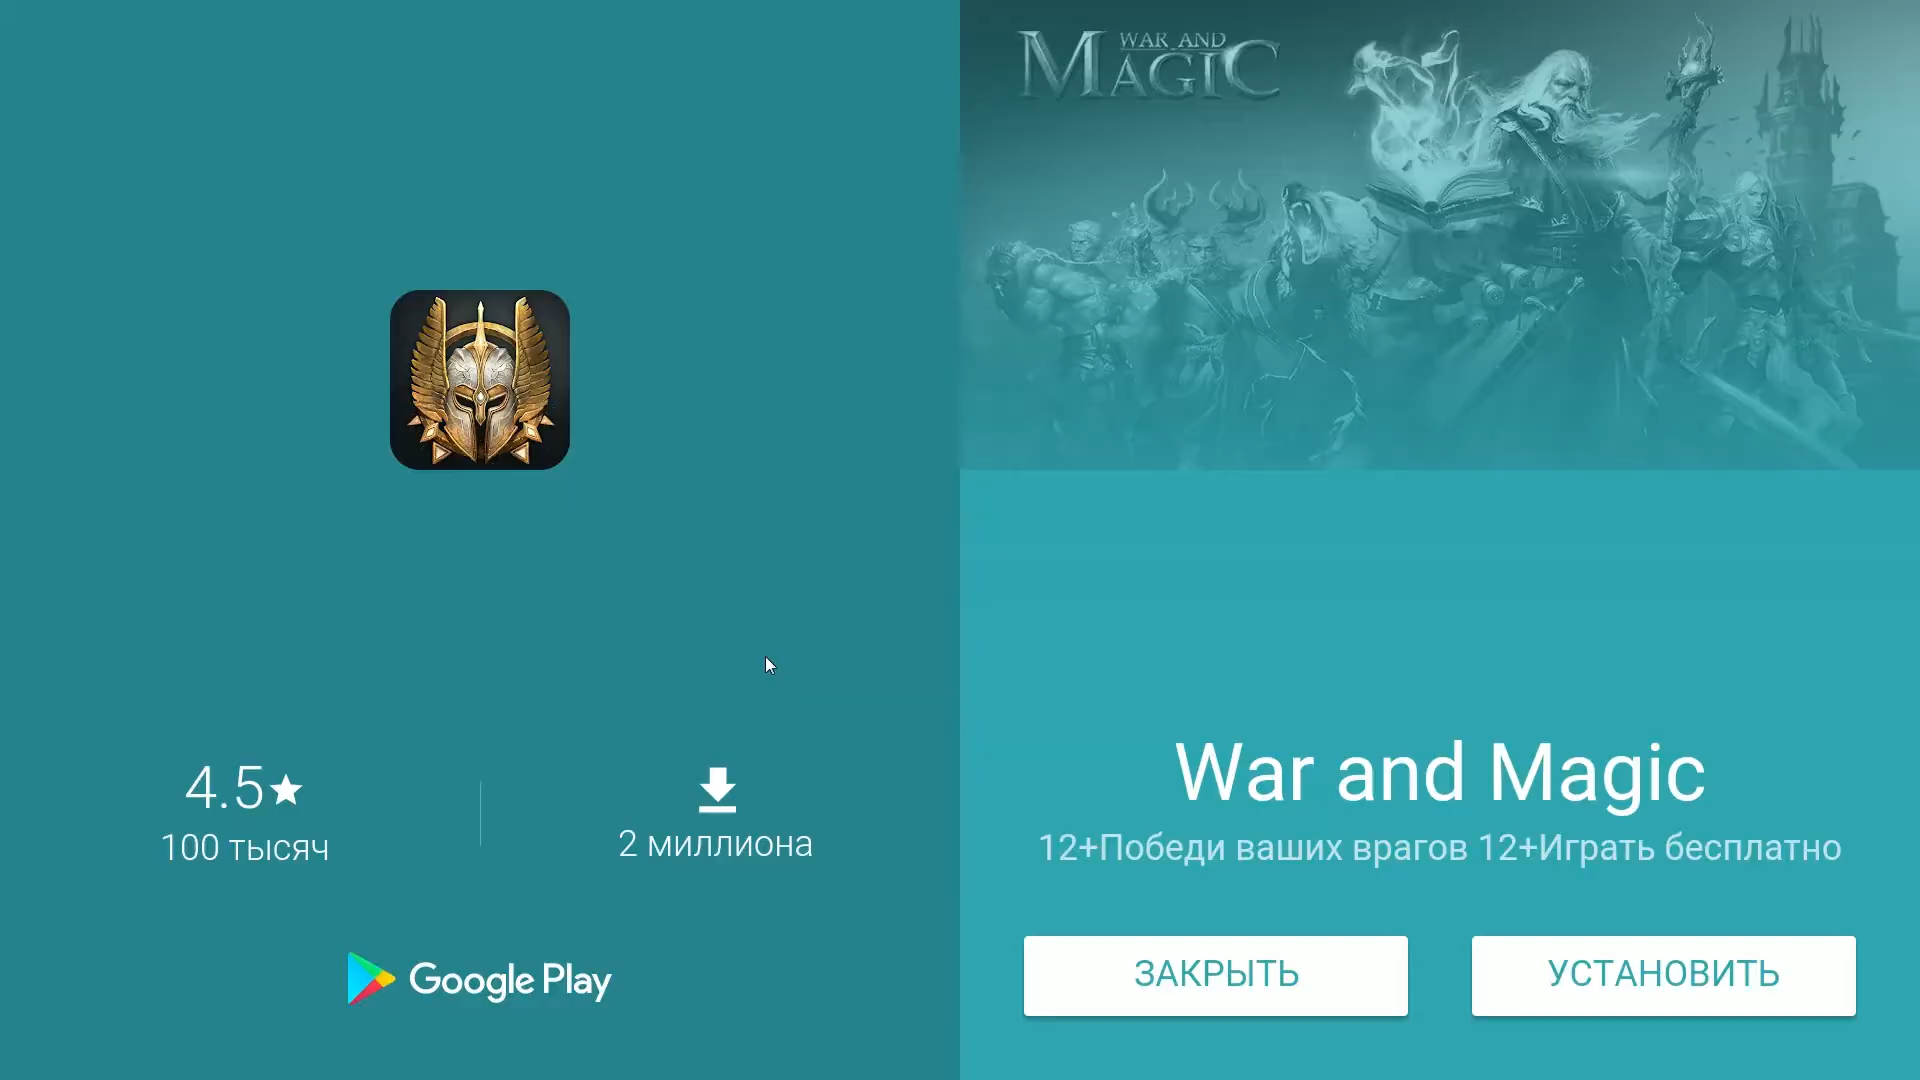 WAR AND
MAGIC
4.5★
100 тысяч
2 миллиона
Google Play
War and Magic
12+Победи ваших врагов 12+Играть бесплатно
ЗАКРЫТЬ
УСТАНОВИТЬ